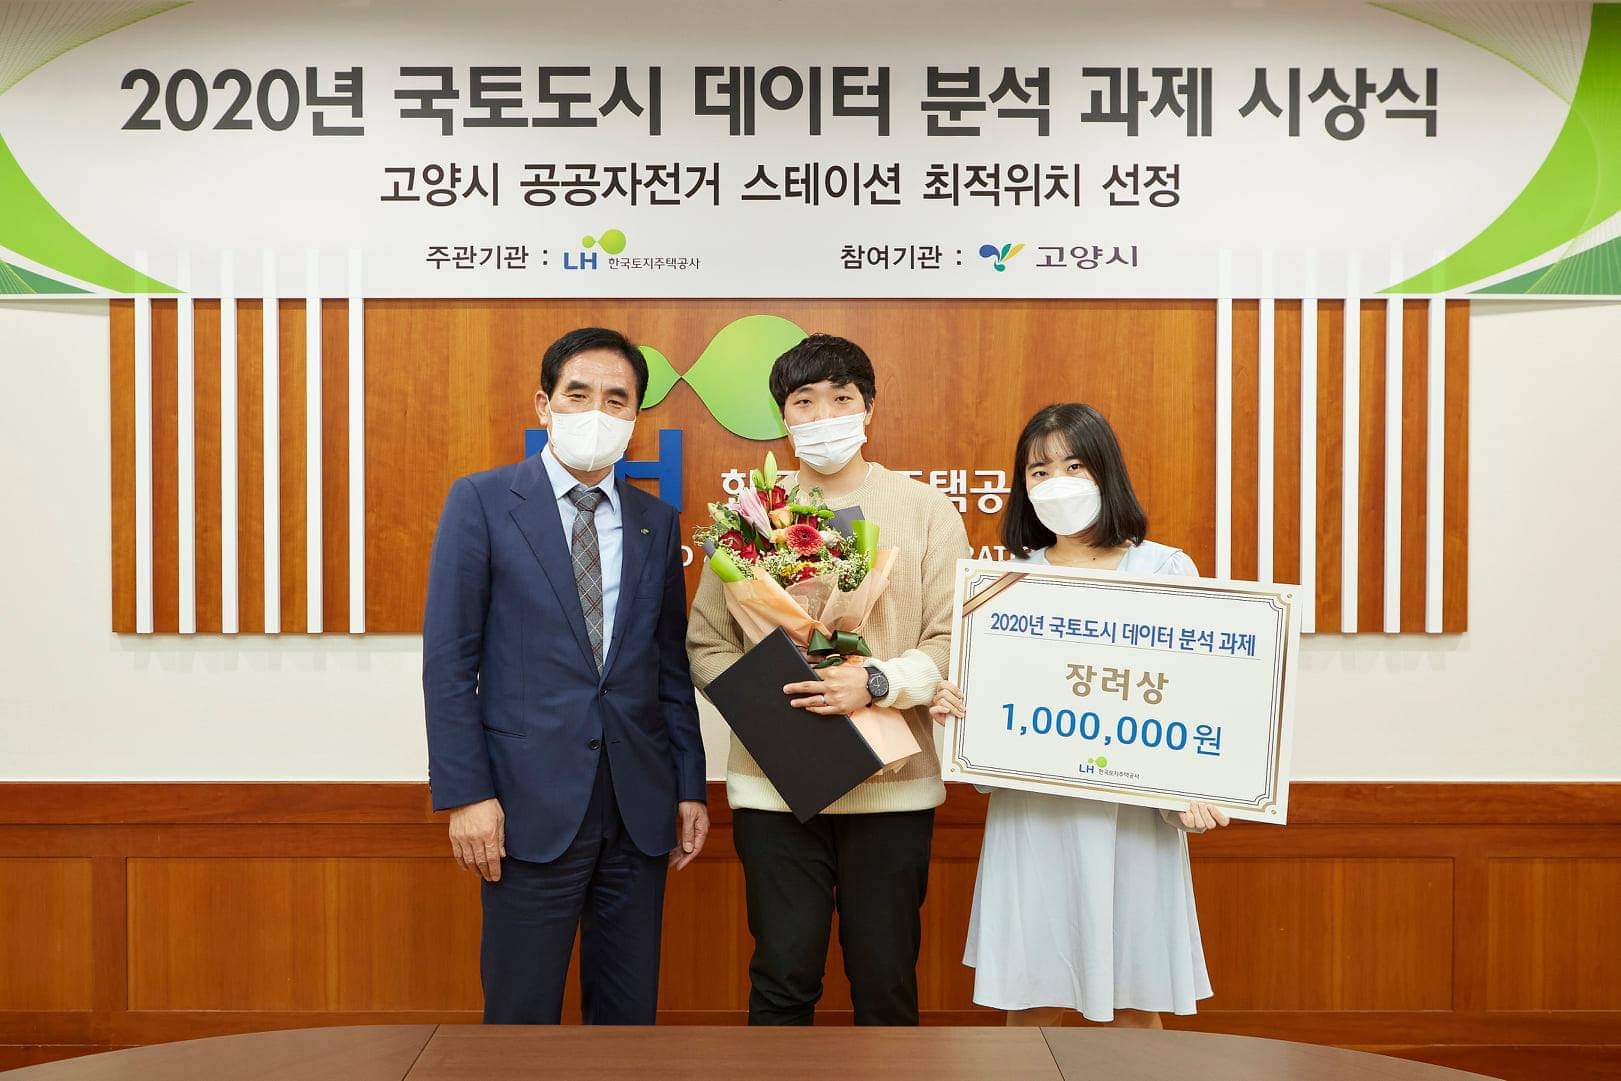 2020년 국토도시 데이터 분석 과제 시상식
고양시 공공자전거 스테이션 최적위치 선정
주관기관 : LH 한국토지주택공사 참여기관 : 고양시
LH
2020년 국토도시 데이터 분석 과제
장려상
1,000,000원
LH 한국토지주택공사